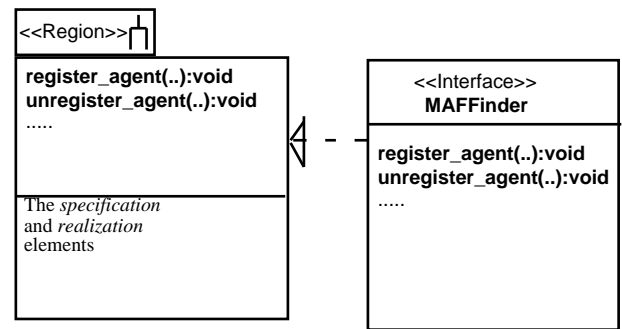 <<Region>>
register_agent(..):void
unregister_agent(..):void
.....
The specification
and realization
elements
<<Interface>>
MAFFinder
register_agent(..):void
unregister_agent(..):void
.....